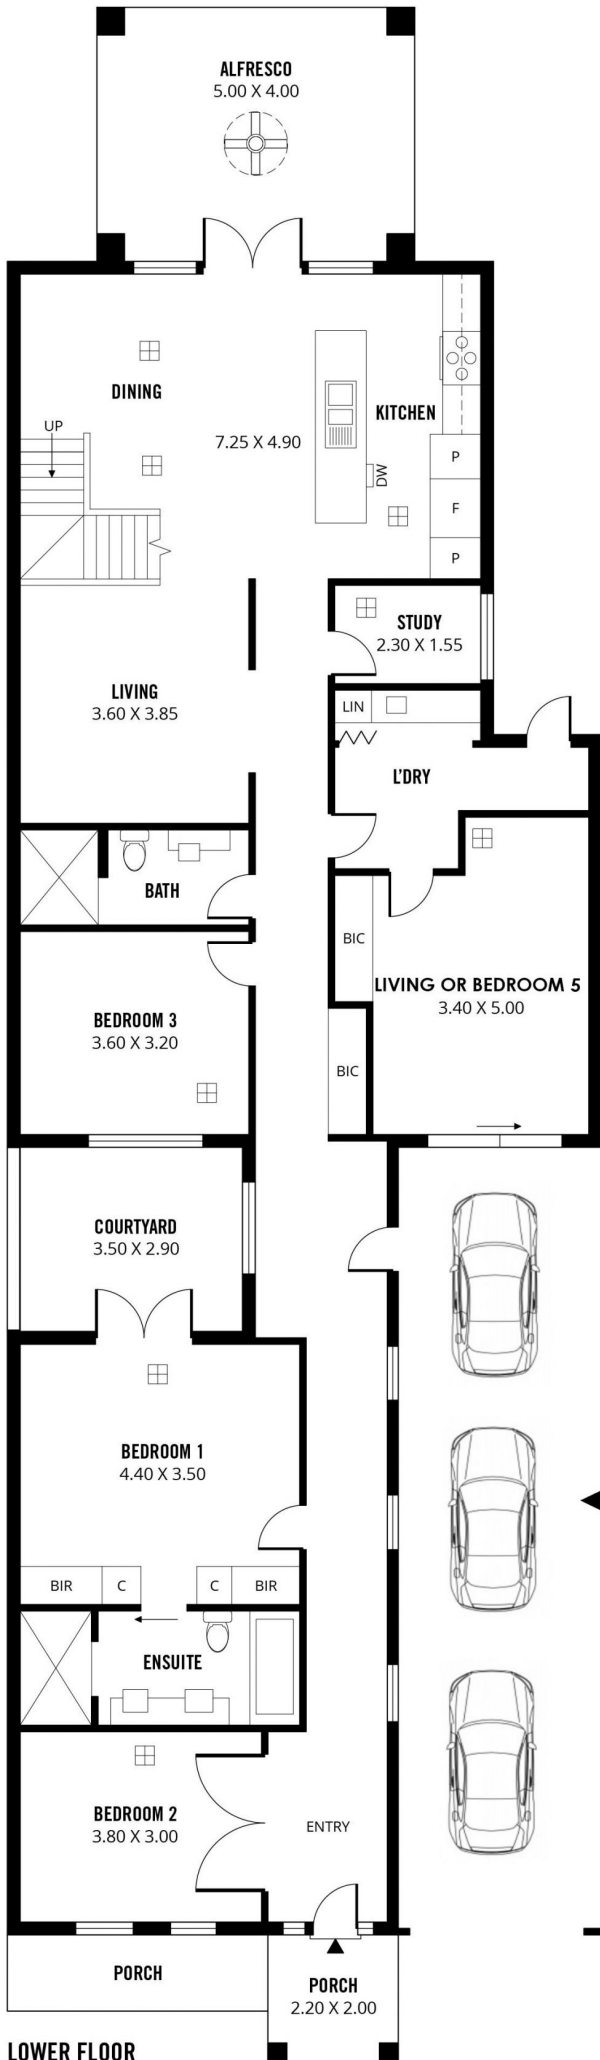 ALFRESCO
5.00 X 4.00
DINING
UP
KITCHEN
7.25 X 4.90
P
DW
F
P
STUDY
2.30 X 1.55
LIVING
3.60 X 3.85
LIN
L'DRY
BATH
BIC
LIVING OR BEDROOM 5
3.40 X 5.00
BEDROOM 3
3.60 X 3.20
BIC
COURTYARD
3.50 X 2.90
BEDROOM 1
4.40 X 3.50
BIR
C
C
BIR
ENSUITE
BEDROOM 2
3.80 X 3.00
ENTRY
PORCH
PORCH
2.20 X 2.00
LOWER FLOOR